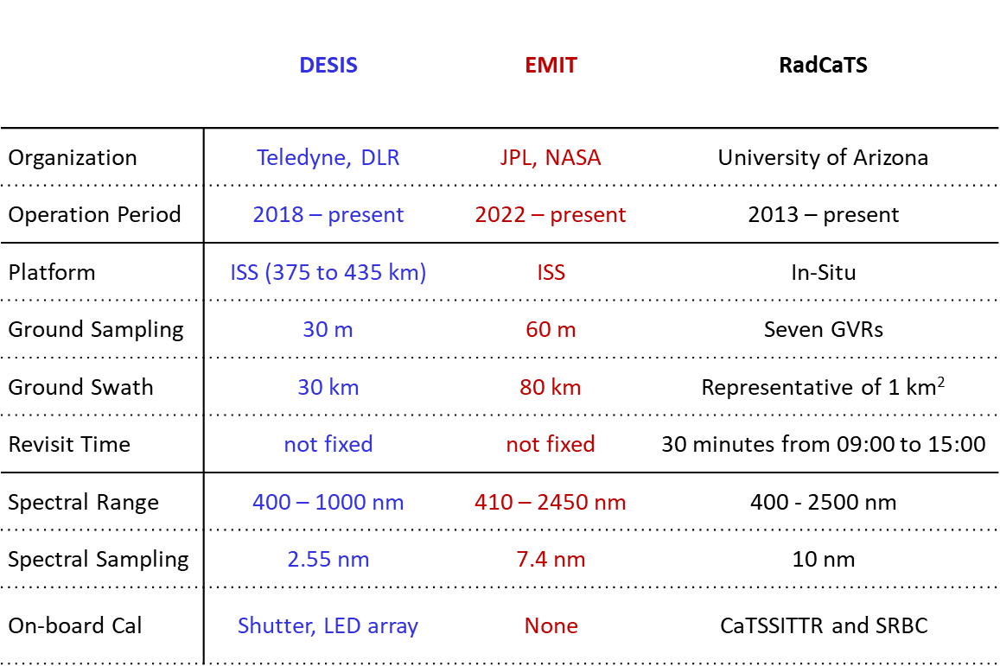 DESIS EMIT RadCaTS
Organization Teledyne, DLR JPL, NASA University of Arizona
Operation Period 2018 – present 2022 – present 2013 – present
Platform ISS (375 to 435 km) ISS In-Situ
Ground Sampling 30 m 60 m Seven GVRs
Ground Swath 30 km 80 km Representative of 1 km²
Revisit Time not fixed not fixed 30 minutes from 09:00 to 15:00
Spectral Range 400 – 1000 nm 410 – 2450 nm 400 - 2500 nm
Spectral Sampling 2.55 nm 7.4 nm 10 nm
On-board Cal Shutter, LED array None CaTSSITTR and SRBC